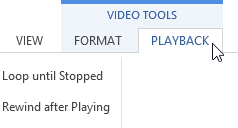 VIDEO TOOLS
VIEW FORMAT PLAYBACK
Loop until Stopped
Rewind after Playing